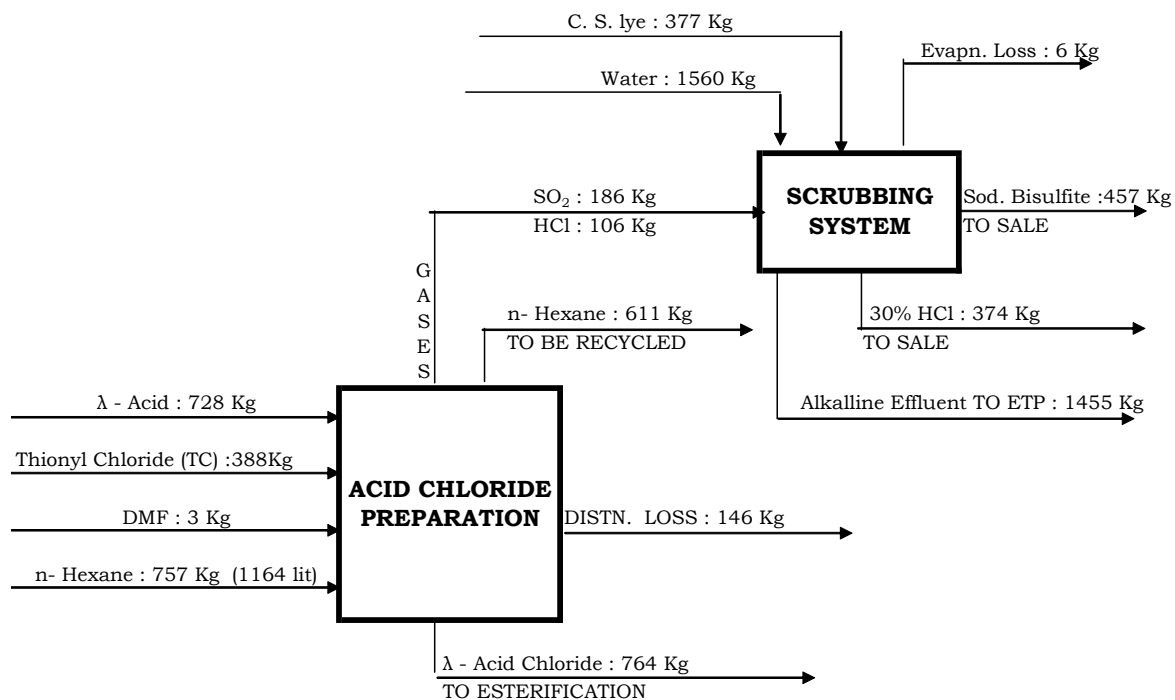 C. S. lye : 377 Kg
Evapn. Loss : 6 Kg
Water : 1560 Kg
SCRUBBING
SYSTEM
SO₂ : 186 Kg
HCl : 106 Kg
Sod. Bisulfite :457 Kg
TO SALE
GASES
n- Hexane : 611 Kg
TO BE RECYCLED
30% HCl : 374 Kg
TO SALE
λ - Acid : 728 Kg
Alkalline Effluent TO ETP : 1455 Kg
Thionyl Chloride (TC) :388Kg
ACID CHLORIDE
PREPARATION
DMF : 3 Kg
DISTN. LOSS : 146 Kg
n- Hexane : 757 Kg (1164 lit)
λ - Acid Chloride : 764 Kg
TO ESTERIFICATION